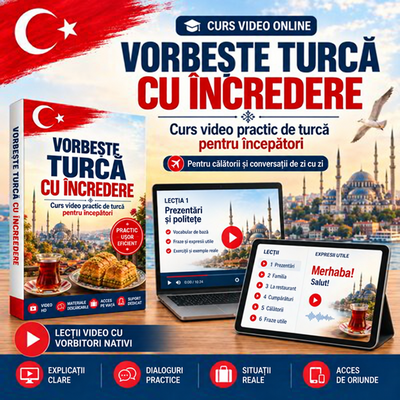 CURS VIDEO ONLINE
VORBEȘTE TURCĂ
CU ÎNCREDERE
Curs video practic de turcă
pentru începători
Pentru călătorii și conversații de zi cu zi
VORBEȘTE
TURCĂ
CU ÎNCREDERE
Curs video practic de turcă
pentru începători
PRACTIC
UȘOR
EFICIENT
VIDEO
HD
MATERIALE
DESCĂRCABILE
ACCES
PE VIAȚĂ
SUPORT
DEDICAT
VORBEȘTE TURCĂ CU ÎNCREDERE
LECȚIA 1
Prezentări
și politețe
Vocabular de bază
Fraze și expresii utile
Exerciții și exemple reale
LECȚII
1 Prezentări
2 Familia
3 La restaurant
4 Cumpărături
5 Călătorii
6 Fraze utile
EXPRESII UTILE
Merhaba!
Salut!
LECȚII VIDEO CU
VORBITORI NATIVI
EXPLICAȚII
CLARE
DIALOGURI
PRACTICE
SITUAȚII
REALE
ACCES
DE ORIUNDE